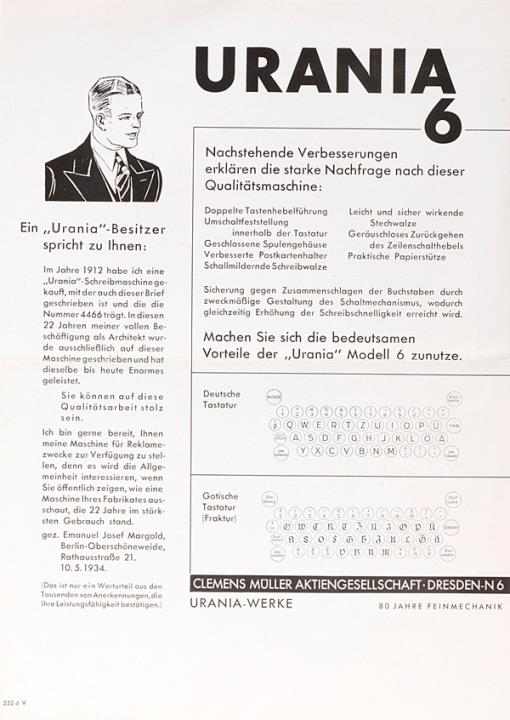 URANIA
6
Ein „Urania“-Besitzer
spricht zu Ihnen:
Im Jahre 1912 habe ich eine
„Urania“-Schreibmaschine ge-
kauft, mit der auch dieser Brief
geschrieben ist und die die
Nummer 4466 trägt. In diesen
22 Jahren meiner vollen Be-
schäftigung als Architekt wur-
de ausschließlich auf dieser
Maschine geschrieben und hat
dieselbe bis heute Enormes
geleistet.
Sie können auf diese
Qualitätsarbeit stolz
sein.
Ich bin gerne bereit, Ihnen
meine Maschine für Reklame-
zwecke zur Verfügung zu stel-
len, denn es wird die Allge-
meinheit interessieren, wenn
Sie öffentlich zeigen, wie eine
Maschine Ihres Fabrikates aus-
schaut, die 22 Jahre im stärk-
sten Gebrauch stand.
gez. Emanuel Josef Margold,
Berlin-Oberschöneweide,
Rathausstraße 21.
10.5.1934.
(Das ist nur ein Werturteil aus den
Tausenden von Anerkennungen, die
ihre Leistungsfähigkeit bestätigen.)
Nachstehende Verbesserungen
erklären die starke Nachfrage nach dieser
Qualitätsmaschine:
Doppelte Tastenhebelführung
Umschaltfeststellung
innerhalb der Tastatur
Geschlossene Spulengehäuse
Verbesserte Postkartenhalter
Schallmildernde Schreibwalze
Leicht und sicher wirkende
Stechwalze
Geräuschloses Zurückgehen
des Zeilenschalthebels
Praktische Papierstütze
Sicherung gegen Zusammenschlagen der Buchstaben durch
zweckmäßige Gestaltung des Schaltmechanismus, wodurch
gleichzeitig Erhöhung der Schreibschnelligkeit erreicht wird.
Machen Sie sich die bedeutsamen
Vorteile der „Urania“ Modell 6 zunutze.
Deutsche
Tastatur
Q W E R T Z U I O P Ü
A S D F G H J K L Ö Ä
Y X C V B N M
Gotische
Tastatur
(Fraktur)
Q W E R T Z U I O P Ü
A S D F G H J K L Ö Ä
Y X C V B N M
CLEMENS MÜLLER AKTIENGESELLSCHAFT · DRESDEN-N 6
URANIA-WERKE 80 JAHRE FEINMECHANIK
332 d V